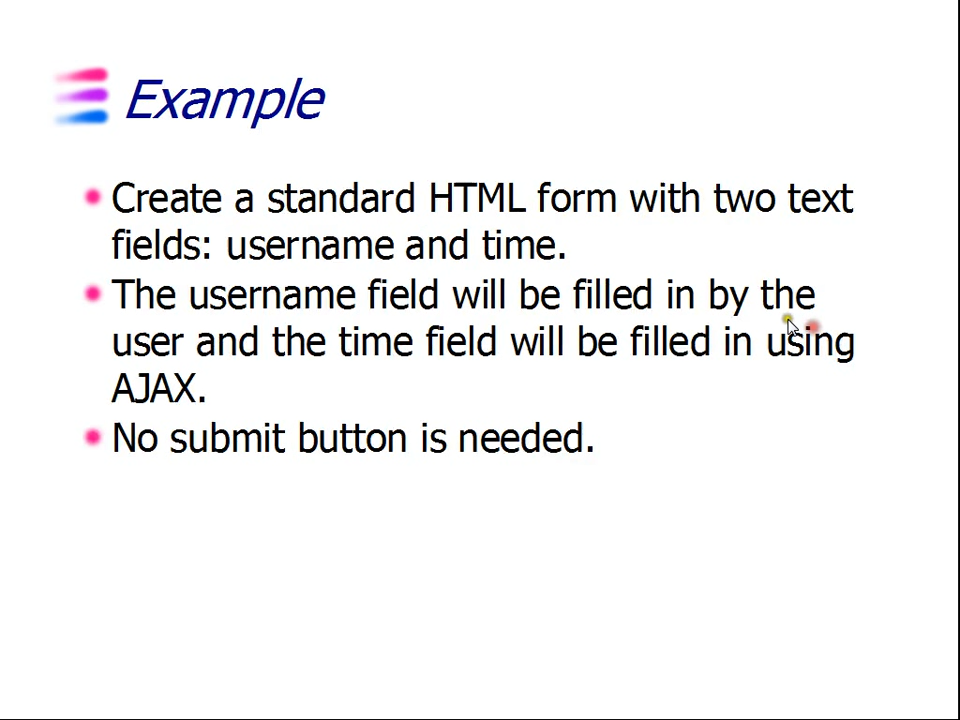 Example
Create a standard HTML form with two text
fields: username and time.
The username field will be filled in by the
user and the time field will be filled in using
AJAX.
No submit button is needed.